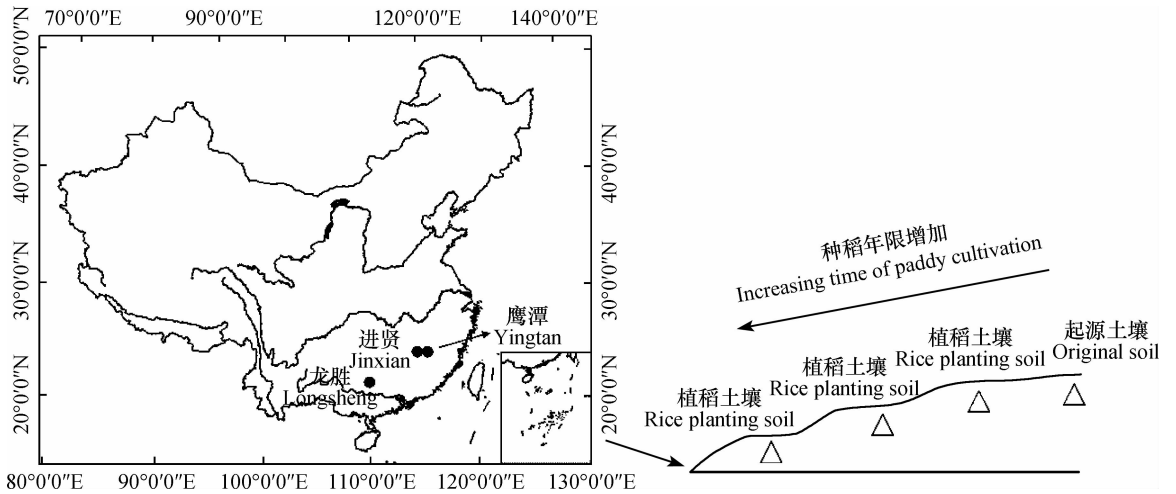 70°0′0″E
90°0′0″E
120°0′0″E
140°0′0″E
50°0′0″N
40°0′0″N
30°0′0″N
20°0′0″N
40°0′0″N
30°0′0″N
20°0′0″N
80°0′0″E
90°0′0″E
100°0′0″E
110°0′0″E
120°0′0″E
130°0′0″E
进贤
Jinxian
鹰潭
Yingtan
龙胜
Longsheng
种稻年限增加
Increasing time of paddy cultivation
起源土壤
Original soil
植稻土壤
Rice planting soil
植稻土壤
Rice planting soil
植稻土壤
Rice planting soil